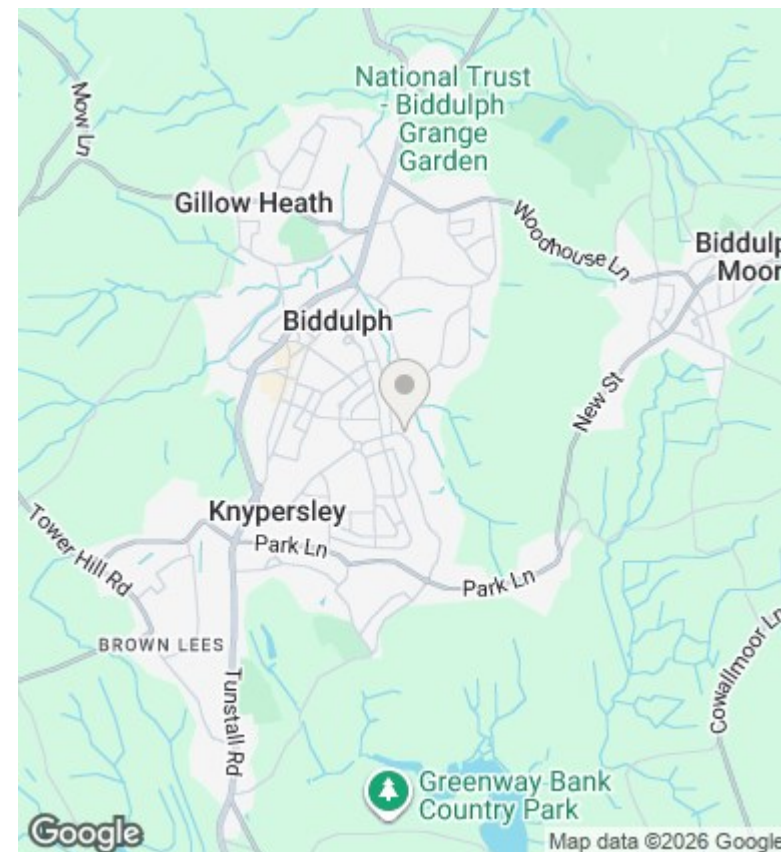 National Trust
- Biddulph
Grange
Garden
Mow Ln
Gillow Heath
Woodhouse Ln
Biddulp
Moor
Biddulph
New St
Knypersley
Tower Hill Rd
Park Ln
Park Ln
BROWN LEES
Tunstall Rd
Cowallmoor Ln
Greenway Bank
Country Park
Google
Map data ©2026 Google